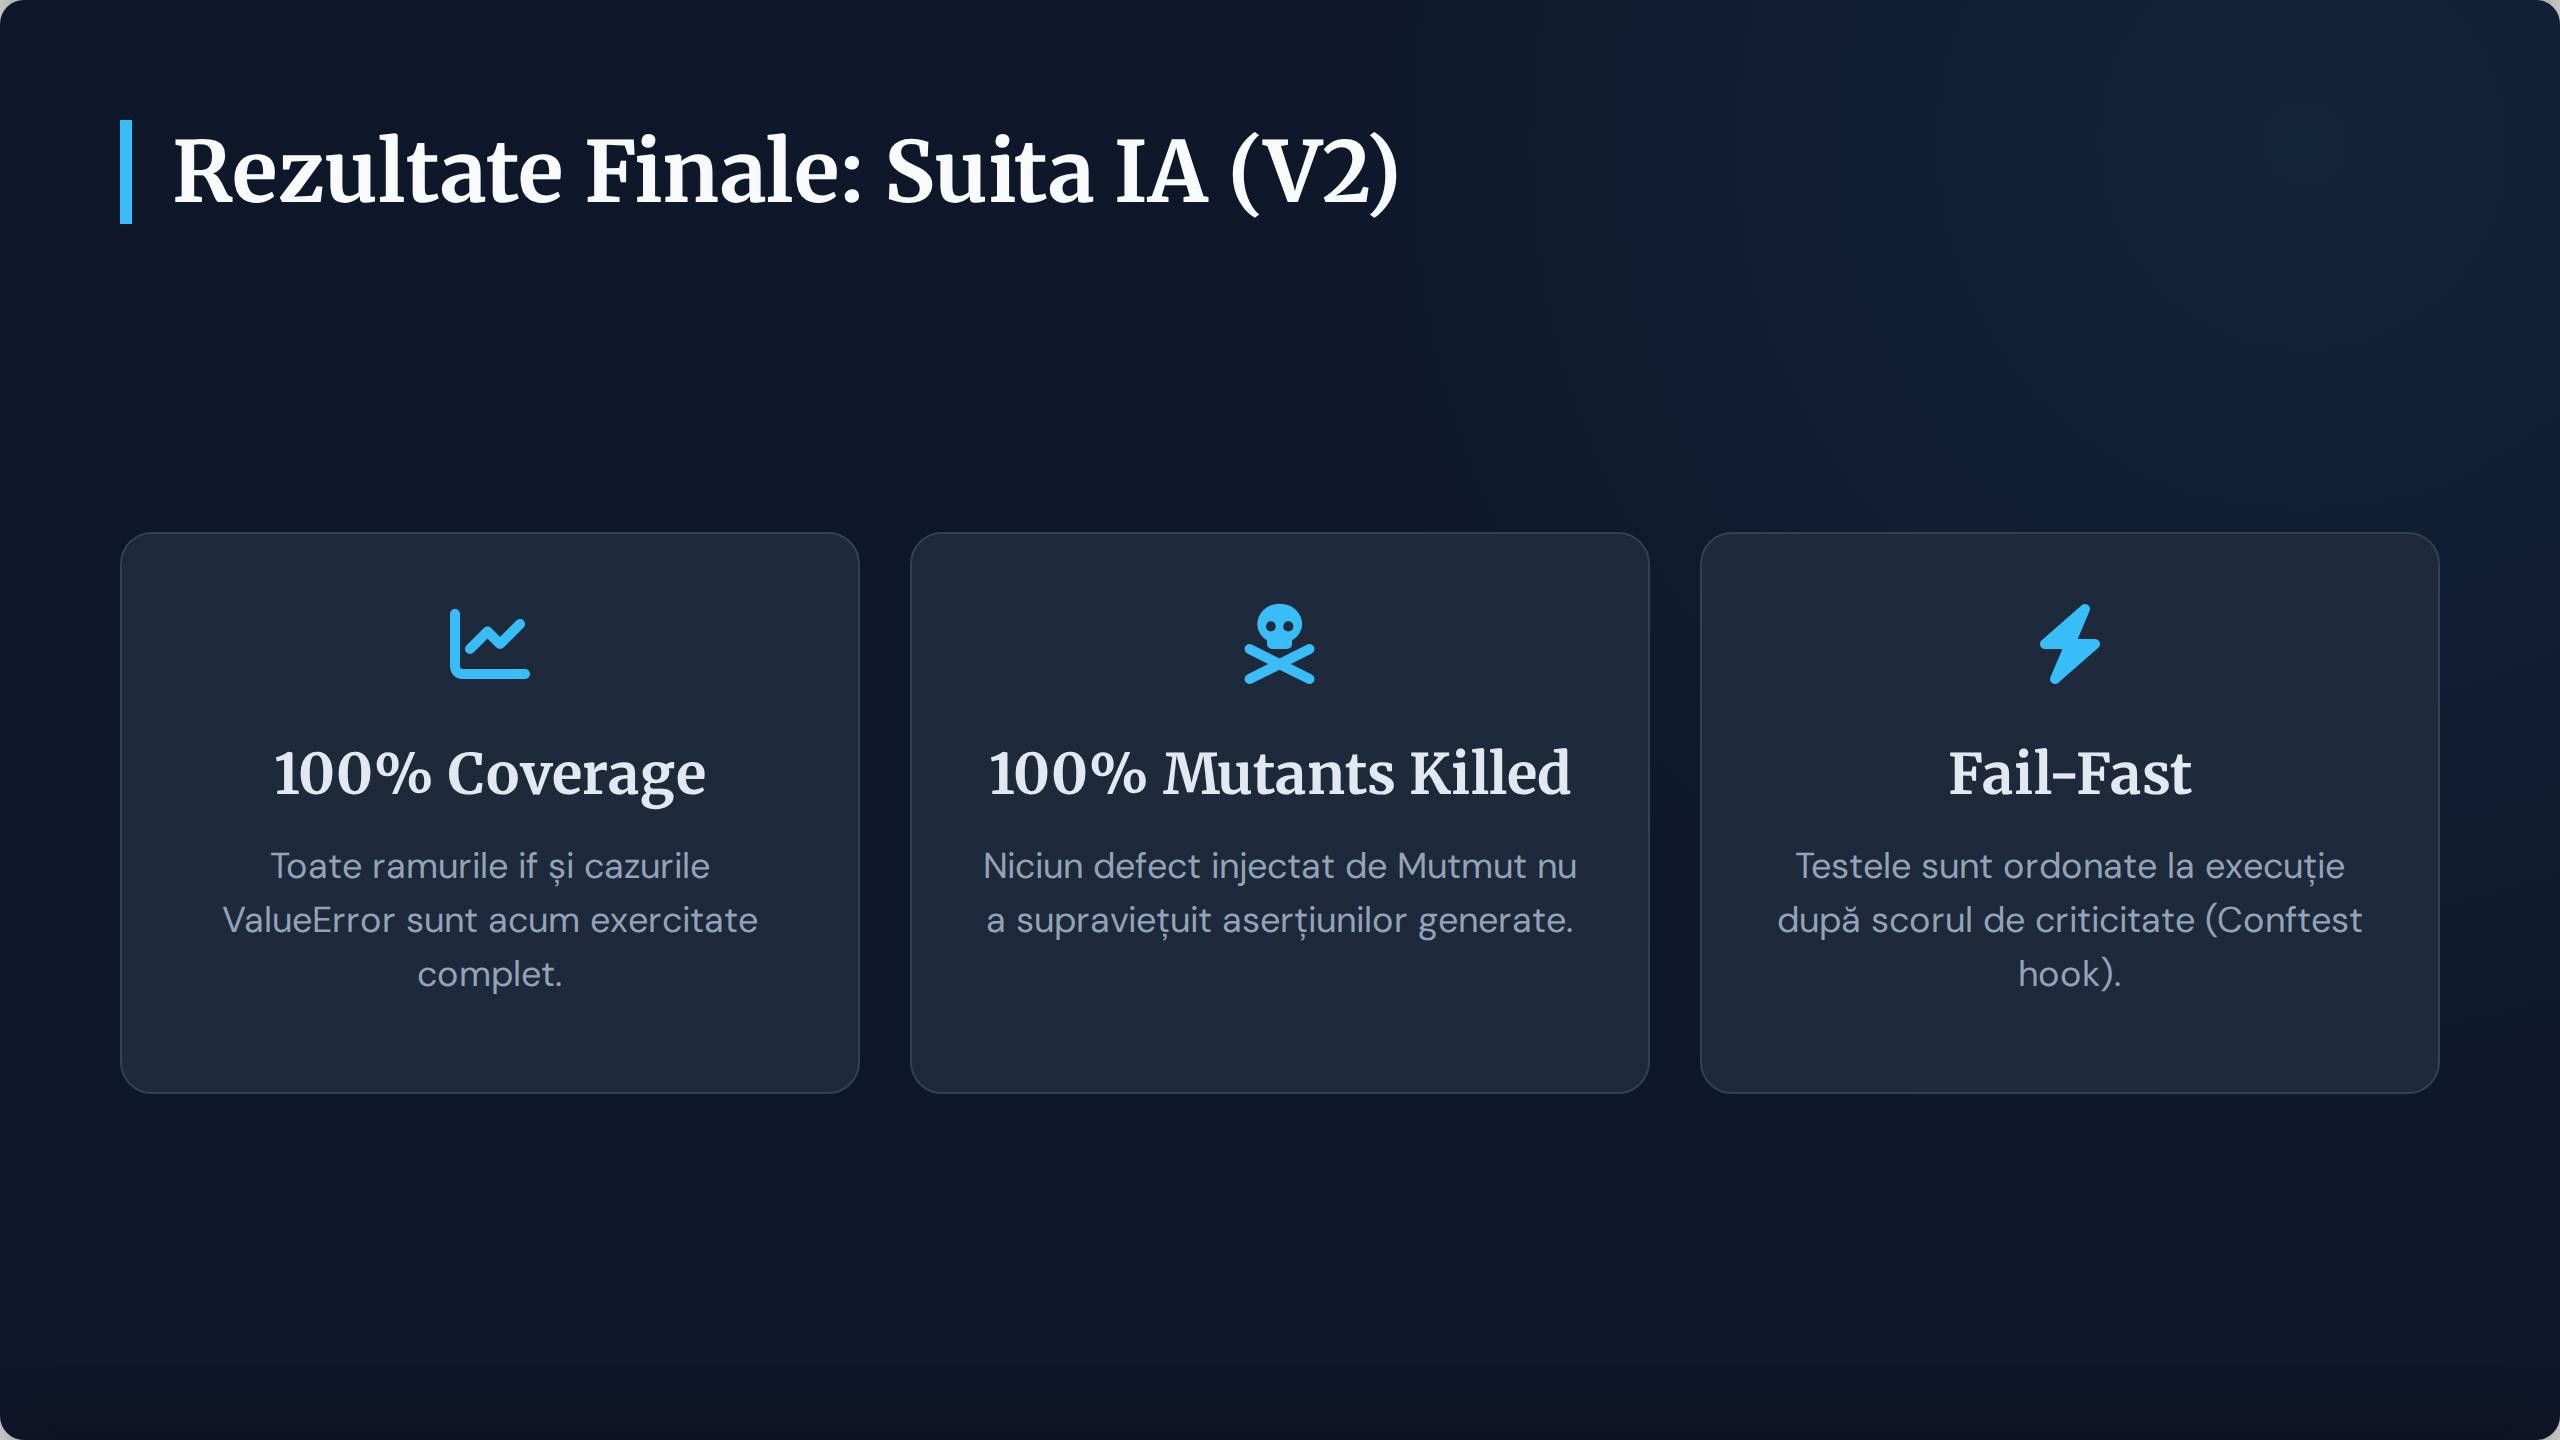 Rezultate Finale: Suita IA (V2)
100% Coverage
Toate ramurile if și cazurile
ValueError sunt acum exercitate
complet.
100% Mutants Killed
Niciun defect injectat de Mutmut nu
a supraviețuit aserțiunilor generate.
Fail-Fast
Testele sunt ordonate la execuție
după scorul de criticitate (Conftest
hook).